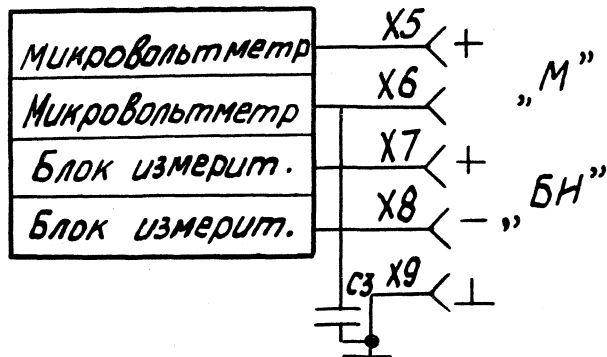 Микровольтметр X5 +
Микровольтметр X6 „М”
Блок измерит. X7 +
Блок измерит. X8 − „БН”
С3 X9 ⊥